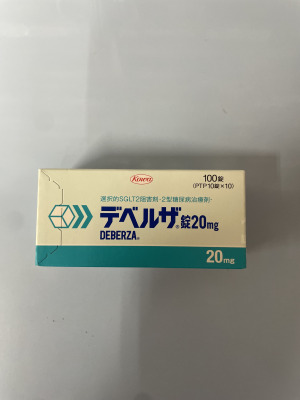 Kowa
100錠
(PTP10錠×10)
選択的SGLT2阻害剤-2型糖尿病治療剤
デベルザ®錠20mg
DEBERZA®
20mg